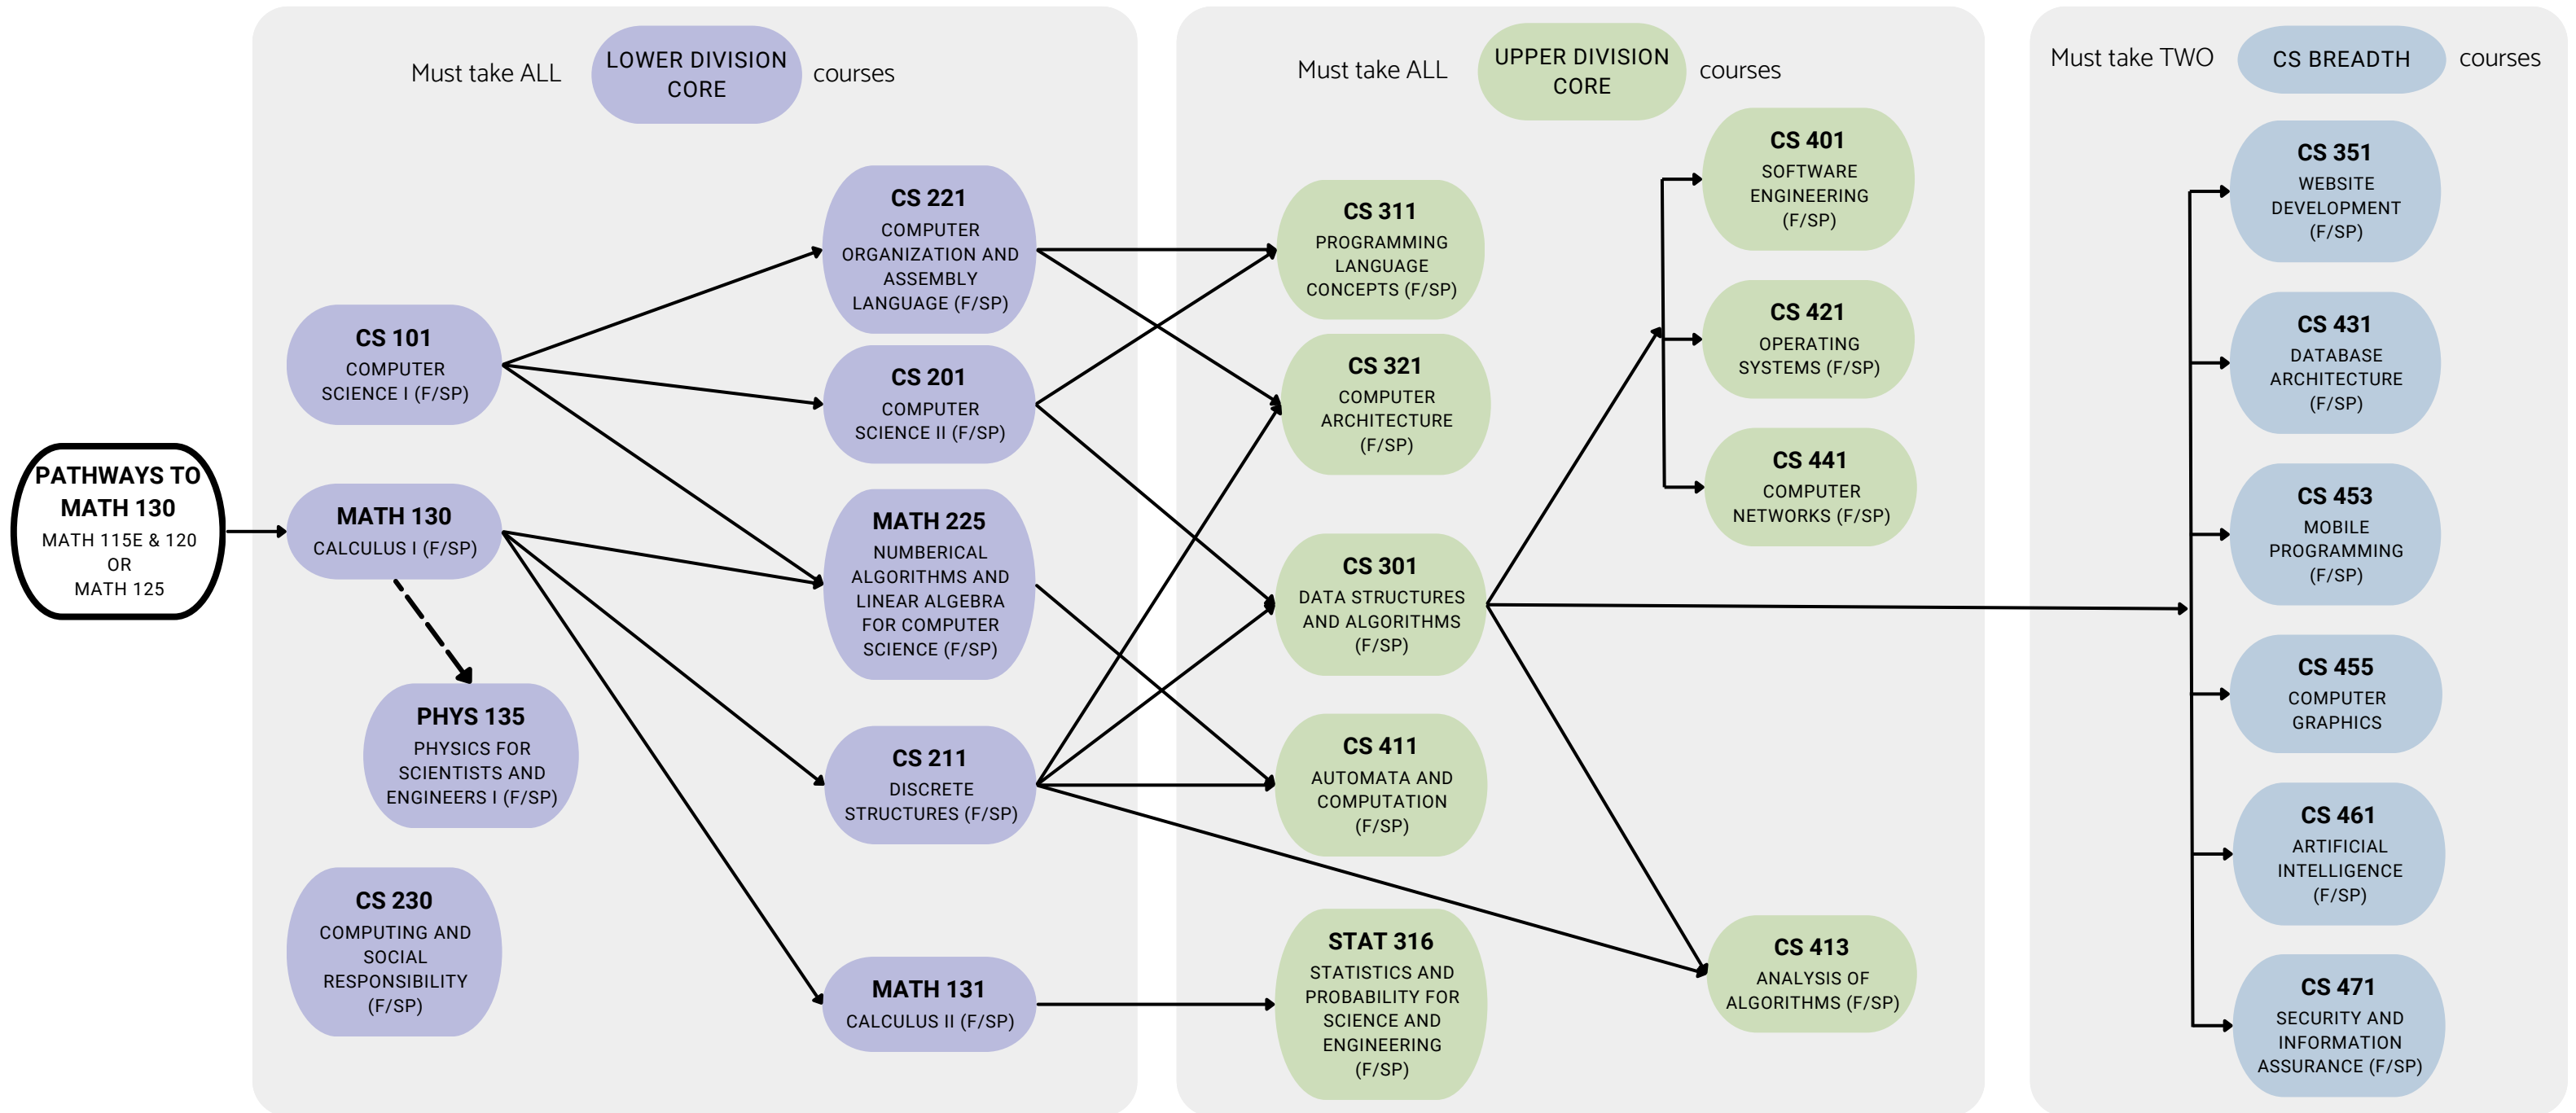 Must take ALL
LOWER DIVISION
CORE
courses
PATHWAYS TO
MATH 130
MATH 115E & 120
OR
MATH 125
CS 101
COMPUTER
SCIENCE I (F/SP)
MATH 130
CALCULUS I (F/SP)
PHYS 135
PHYSICS FOR
SCIENTISTS AND
ENGINEERS I (F/SP)
CS 230
COMPUTING AND
SOCIAL
RESPONSIBILITY
(F/SP)
CS 221
COMPUTER
ORGANIZATION AND
ASSEMBLY
LANGUAGE (F/SP)
CS 201
COMPUTER
SCIENCE II (F/SP)
MATH 225
NUMBERICAL
ALGORITHMS AND
LINEAR ALGEBRA
FOR COMPUTER
SCIENCE (F/SP)
CS 211
DISCRETE
STRUCTURES (F/SP)
MATH 131
CALCULUS II (F/SP)
Must take ALL
UPPER DIVISION
CORE
courses
CS 311
PROGRAMMING
LANGUAGE
CONCEPTS (F/SP)
CS 321
COMPUTER
ARCHITECTURE
(F/SP)
CS 301
DATA STRUCTURES
AND ALGORITHMS
(F/SP)
CS 411
AUTOMATA AND
COMPUTATION
(F/SP)
STAT 316
STATISTICS AND
PROBABILITY FOR
SCIENCE AND
ENGINEERING
(F/SP)
CS 401
SOFTWARE
ENGINEERING
(F/SP)
CS 421
OPERATING
SYSTEMS (F/SP)
CS 441
COMPUTER
NETWORKS (F/SP)
CS 413
ANALYSIS OF
ALGORITHMS (F/SP)
Must take TWO
CS BREADTH
courses
CS 351
WEBSITE
DEVELOPMENT
(F/SP)
CS 431
DATABASE
ARCHITECTURE
(F/SP)
CS 453
MOBILE
PROGRAMMING
(F/SP)
CS 455
COMPUTER
GRAPHICS
CS 461
ARTIFICIAL
INTELLIGENCE
(F/SP)
CS 471
SECURITY AND
INFORMATION
ASSURANCE (F/SP)